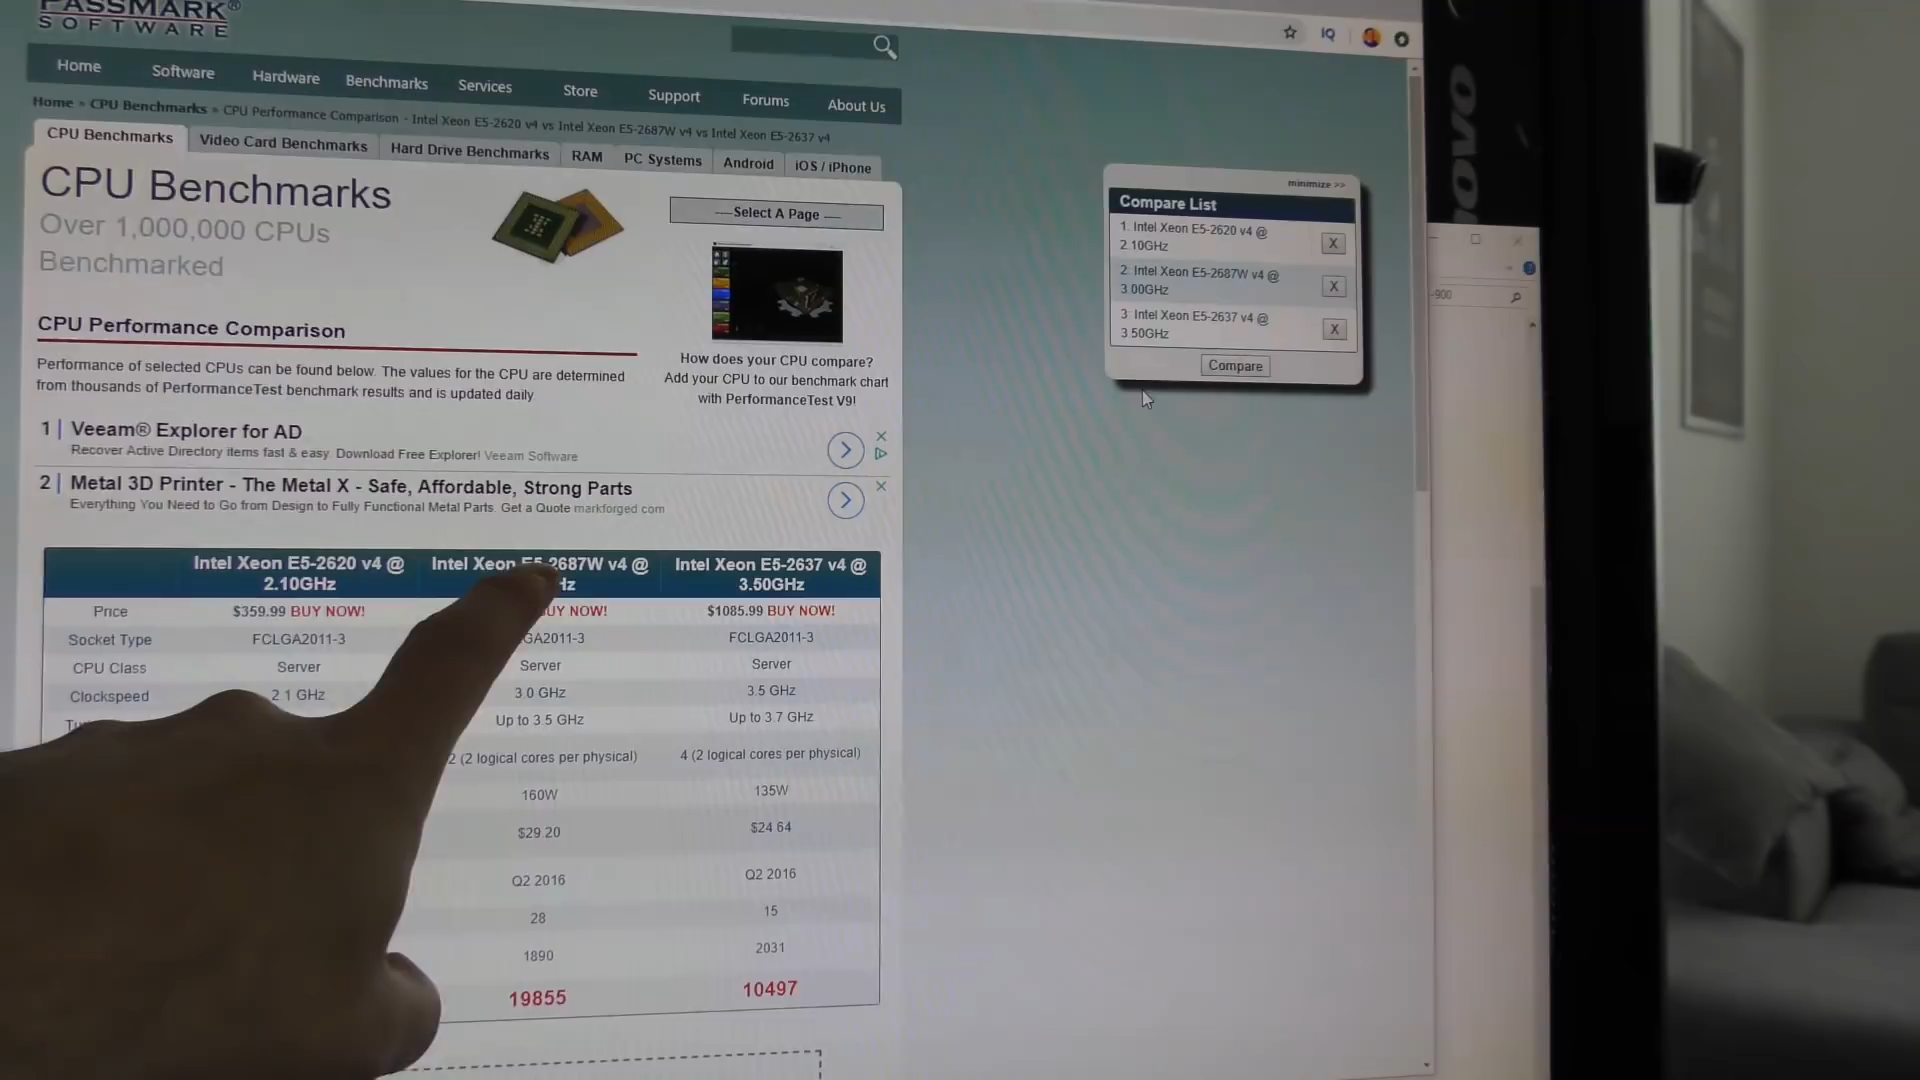 PASSMARK®
SOFTWARE
Home Software Hardware Benchmarks Services Store Support Forums About Us
Home » CPU Benchmarks » CPU Performance Comparison - Intel Xeon E5-2620 v4 vs Intel Xeon E5-2687W v4 vs Intel Xeon E5-2637 v4
CPU Benchmarks Video Card Benchmarks Hard Drive Benchmarks RAM PC Systems Android iOS / iPhone
CPU Benchmarks
Over 1,000,000 CPUs
Benchmarked
----Select A Page ----
CPU Performance Comparison
Performance of selected CPUs can be found below. The values for the CPU are determined
from thousands of PerformanceTest benchmark results and is updated daily
How does your CPU compare?
Add your CPU to our benchmark chart
with PerformanceTest V9!
1 Veeam® Explorer for AD
Recover Active Directory items fast & easy. Download Free Explorer! Veeam Software
2 Metal 3D Printer - The Metal X - Safe, Affordable, Strong Parts
Everything You Need to Go from Design to Fully Functional Metal Parts. Get a Quote markforged.com
Intel Xeon E5-2620 v4 @ 2.10GHz
Intel Xeon E5-2687W v4 @ Hz
Intel Xeon E5-2637 v4 @ 3.50GHz
Price $359.99 BUY NOW! BUY NOW! $1085.99 BUY NOW!
Socket Type FCLGA2011-3 GA2011-3 FCLGA2011-3
CPU Class Server Server Server
Clockspeed 2.1 GHz 3.0 GHz 3.5 GHz
Up to 3.5 GHz Up to 3.7 GHz
2 (2 logical cores per physical) 4 (2 logical cores per physical)
160W 135W
$29.20 $24.64
Q2 2016 Q2 2016
28 15
1890 2031
19855 10497
minimize >>
Compare List
1. Intel Xeon E5-2620 v4 @
2.10GHz X
2. Intel Xeon E5-2687W v4 @
3.00GHz X
3. Intel Xeon E5-2637 v4 @
3.50GHz X
Compare
IQ
-900
novo